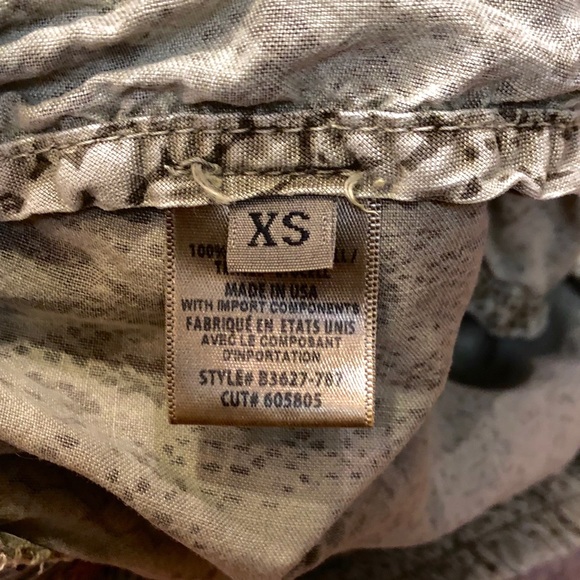 XS
100%
MADE IN USA
WITH IMPORT COMPONENTS
FABRIQUÉ EN ETATS UNIS
AVEC LE COMPOSANT
D'INPORTATION
STYLE# B3627-787
CUT# 605805